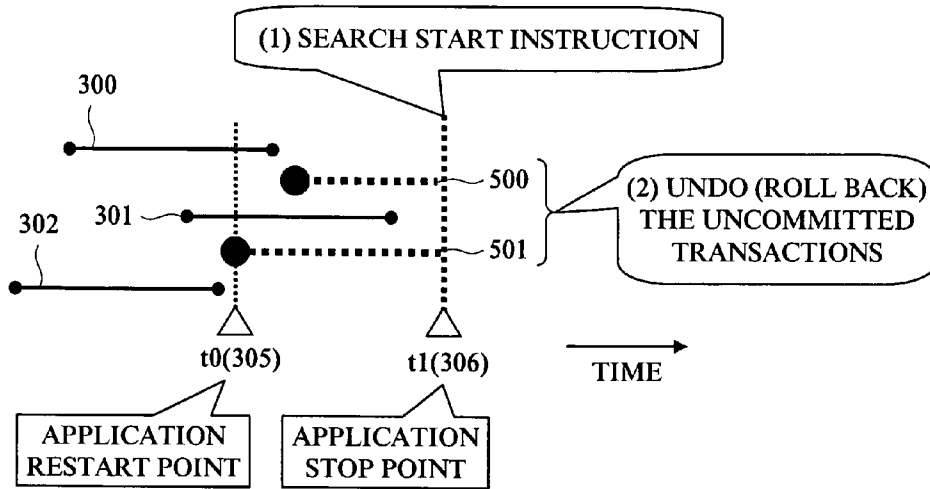 (1) SEARCH START INSTRUCTION
300
500
301
(2) UNDO (ROLL BACK)
THE UNCOMMITTED
TRANSACTIONS
302
501
t0(305)
t1(306)
TIME
APPLICATION
RESTART POINT
APPLICATION
STOP POINT